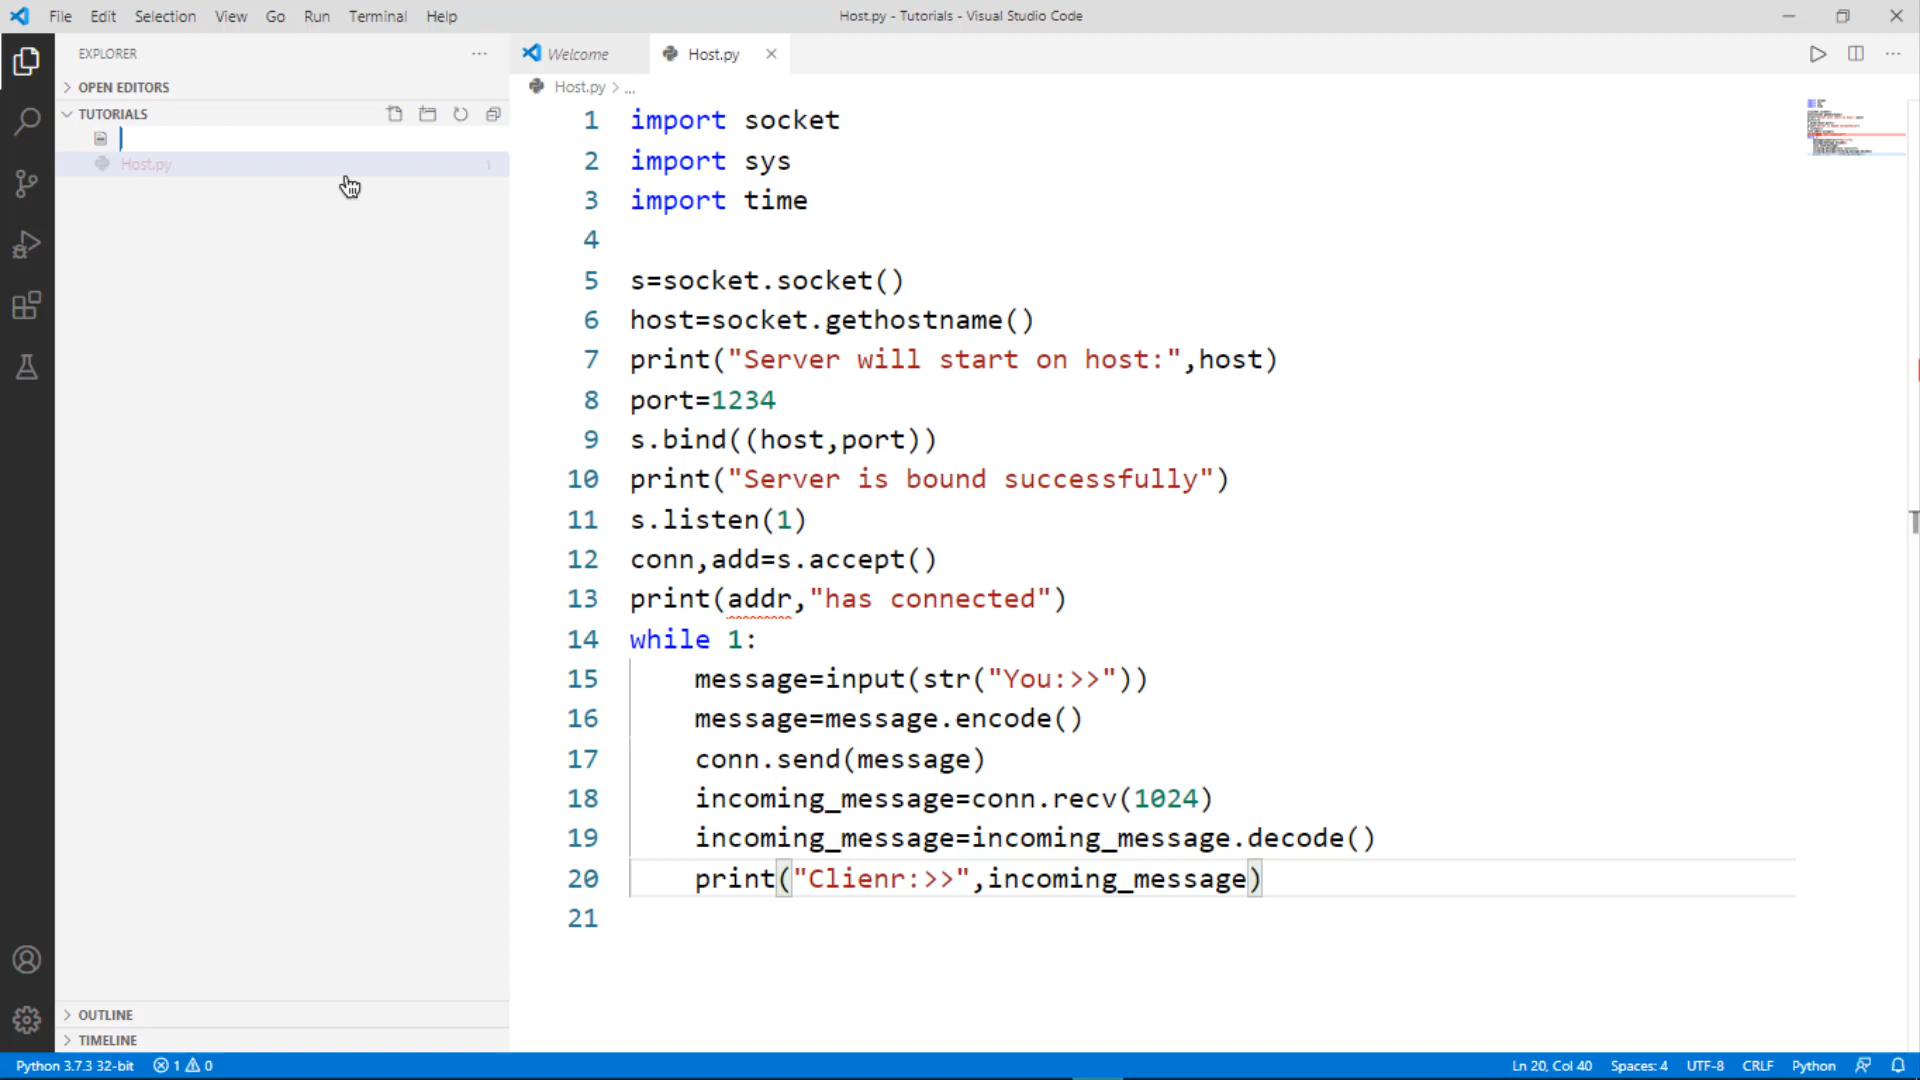 File Edit Selection View Go Run Terminal Help
Host.py - Tutorials - Visual Studio Code
EXPLORER
OPEN EDITORS
TUTORIALS
Host.py 1
OUTLINE
TIMELINE
Welcome
Host.py
Host.py > ...
1 import socket
2 import sys
3 import time
4
5 s=socket.socket()
6 host=socket.gethostname()
7 print("Server will start on host:",host)
8 port=1234
9 s.bind((host,port))
10 print("Server is bound successfully")
11 s.listen(1)
12 conn,add=s.accept()
13 print(addr,"has connected")
14 while 1:
15 message=input(str("You:>>"))
16 message=message.encode()
17 conn.send(message)
18 incoming_message=conn.recv(1024)
19 incoming_message=incoming_message.decode()
20 print("Clienr:>>",incoming_message)
21
Python 3.7.3 32-bit 1 0 Ln 20, Col 40 Spaces: 4 UTF-8 CRLF Python